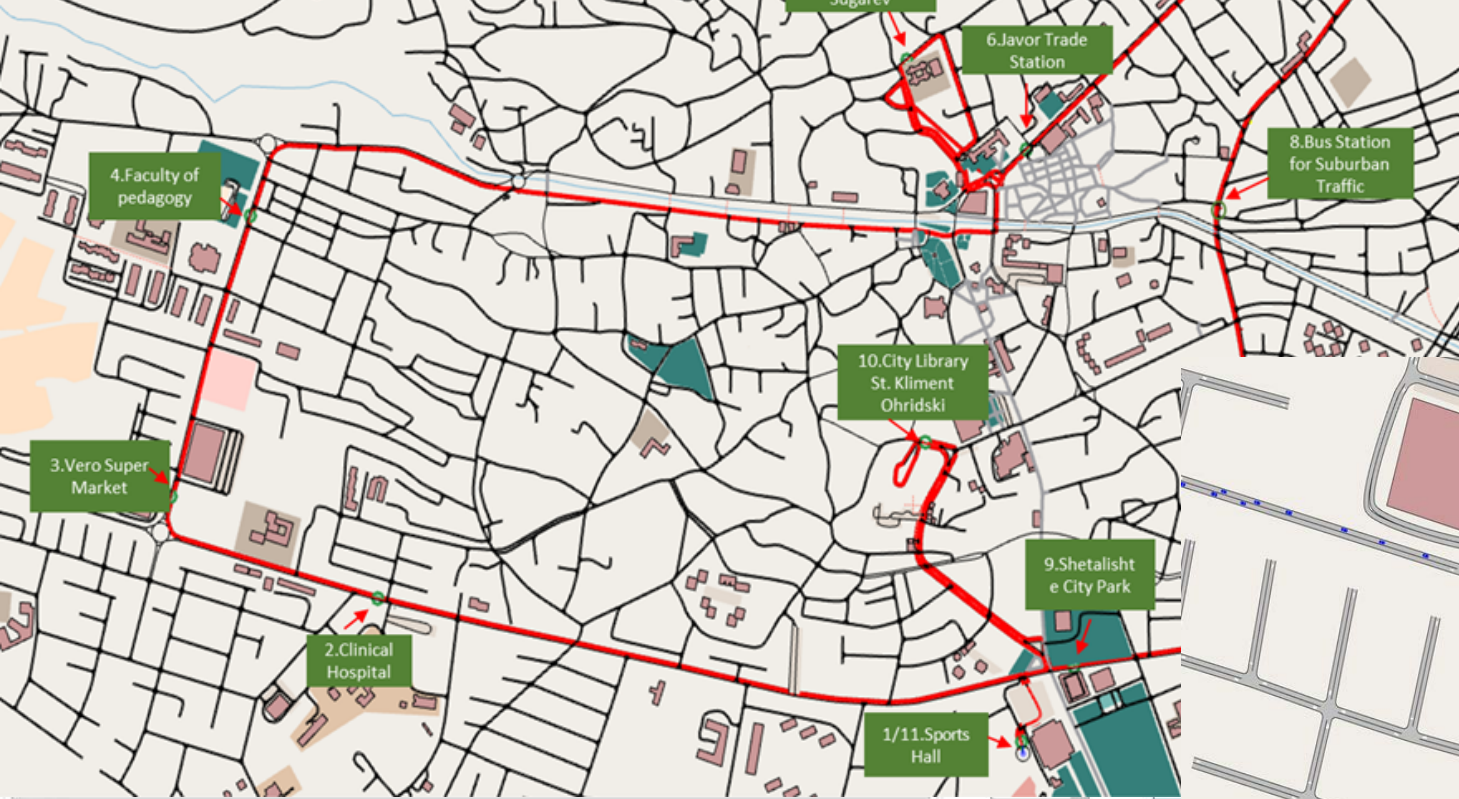 Sugarev
6.Javor Trade
Station
8.Bus Station
for Suburban
Traffic
4.Faculty of
pedagogy
10.City Library
St. Kliment
Ohridski
3.Vero Super
Market
9.Shetalisht
e City Park
2.Clinical
Hospital
1/11.Sports
Hall